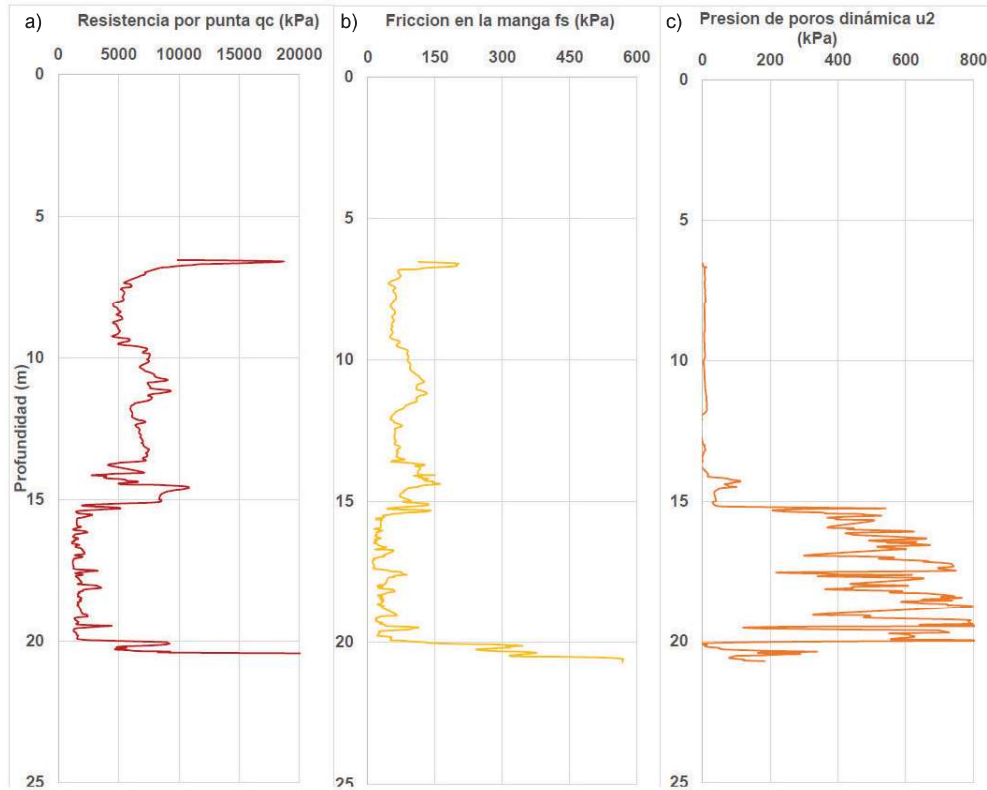 a) Resistencia por punta qc (kPa)
0 5000 10000 15000 20000
0
5
10
15
20
25
Profundidad (m)
b) Friccion en la manga fs (kPa)
0 150 300 450 600
0
5
10
15
20
25
c) Presion de poros dinámica u2
(kPa)
0 200 400 600 800
0
5
10
15
20
25